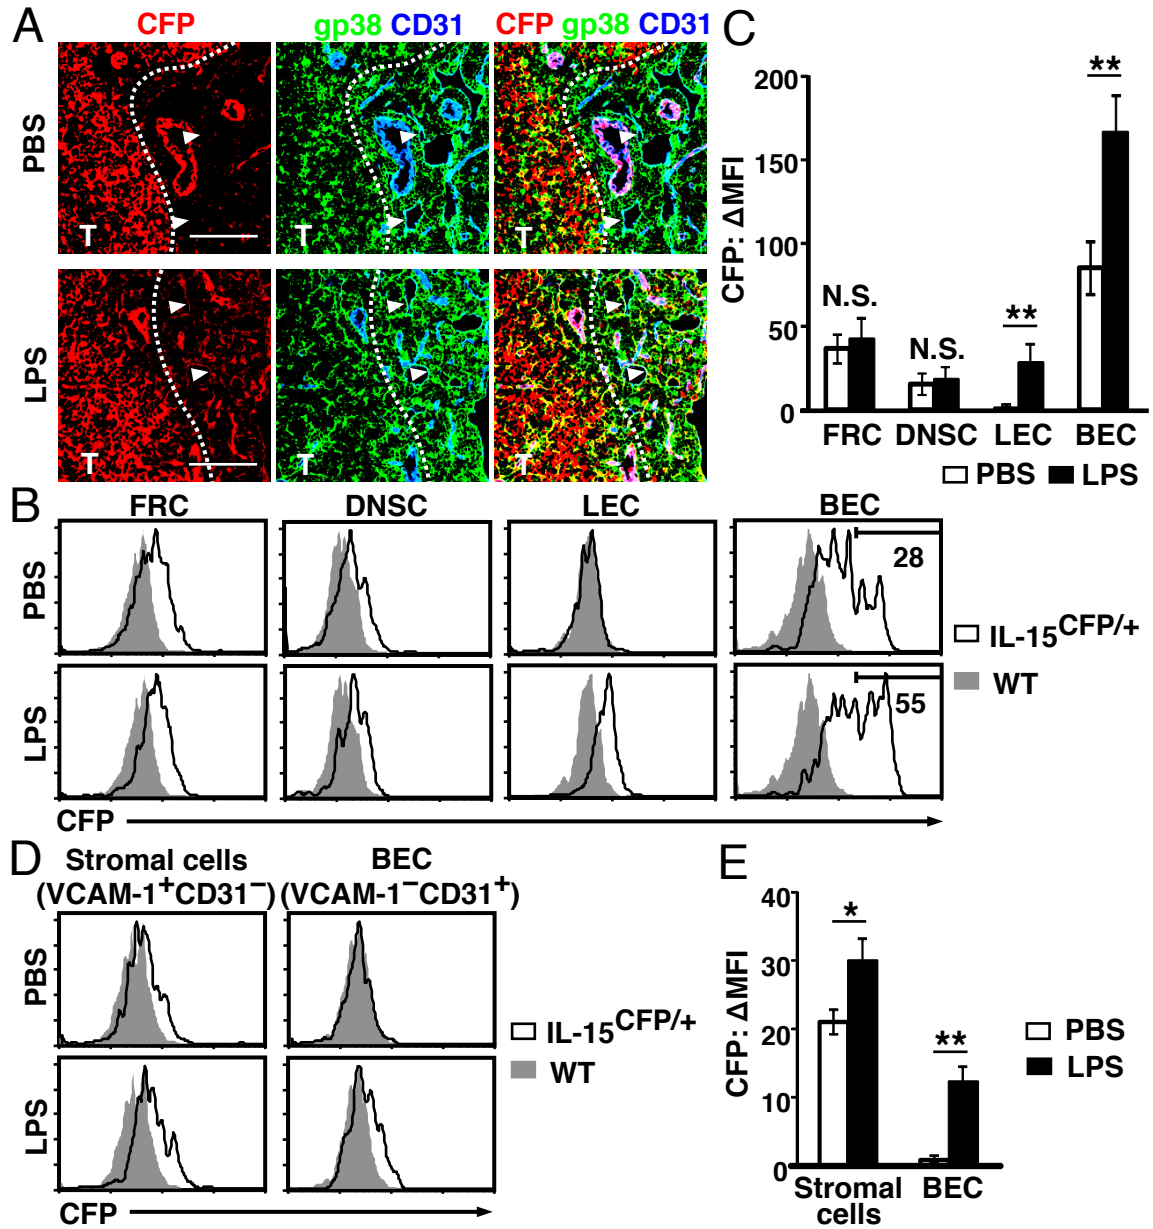 A
CFP
gp38 CD31
CFP gp38 CD31
PBS
T
LPS
T
C
CFP: ΔMFI
200
150
100
50
0
N.S.
N.S.
**
**
FRC DNSC LEC BEC
PBS LPS
B
FRC DNSC LEC BEC
PBS
28
LPS
55
IL-15CFP/+
WT
CFP
D
Stromal cells
(VCAM-1+CD31−)
BEC
(VCAM-1−CD31+)
PBS
LPS
IL-15CFP/+
WT
CFP
E
CFP: ΔMFI
40
30
20
10
0
*
**
Stromal
cells
BEC
PBS
LPS